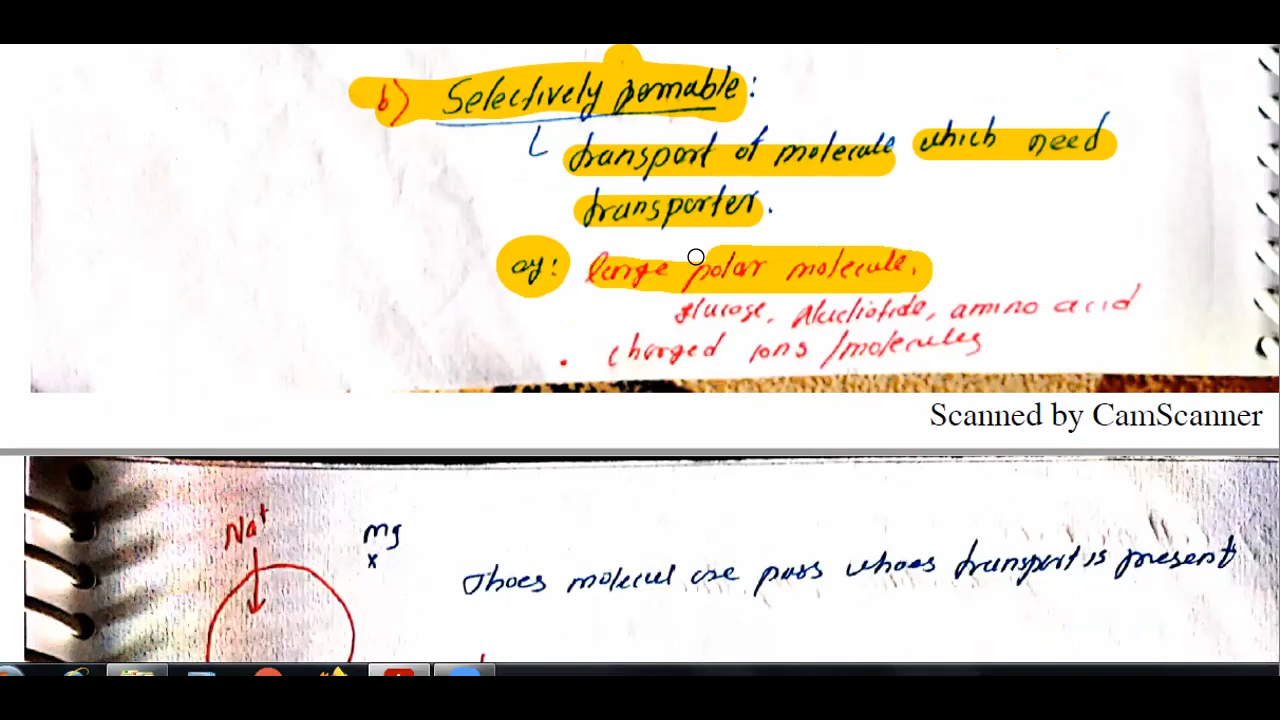 b) Selectively permable:
transport of molecule which need
transporter.
eg: large polar molecule,
glucose, Nucliotide, amino acid
. charged ions/molecules
Scanned by CamScanner
Na+
mg
x
Thoes molecul are pass whoes transport is present